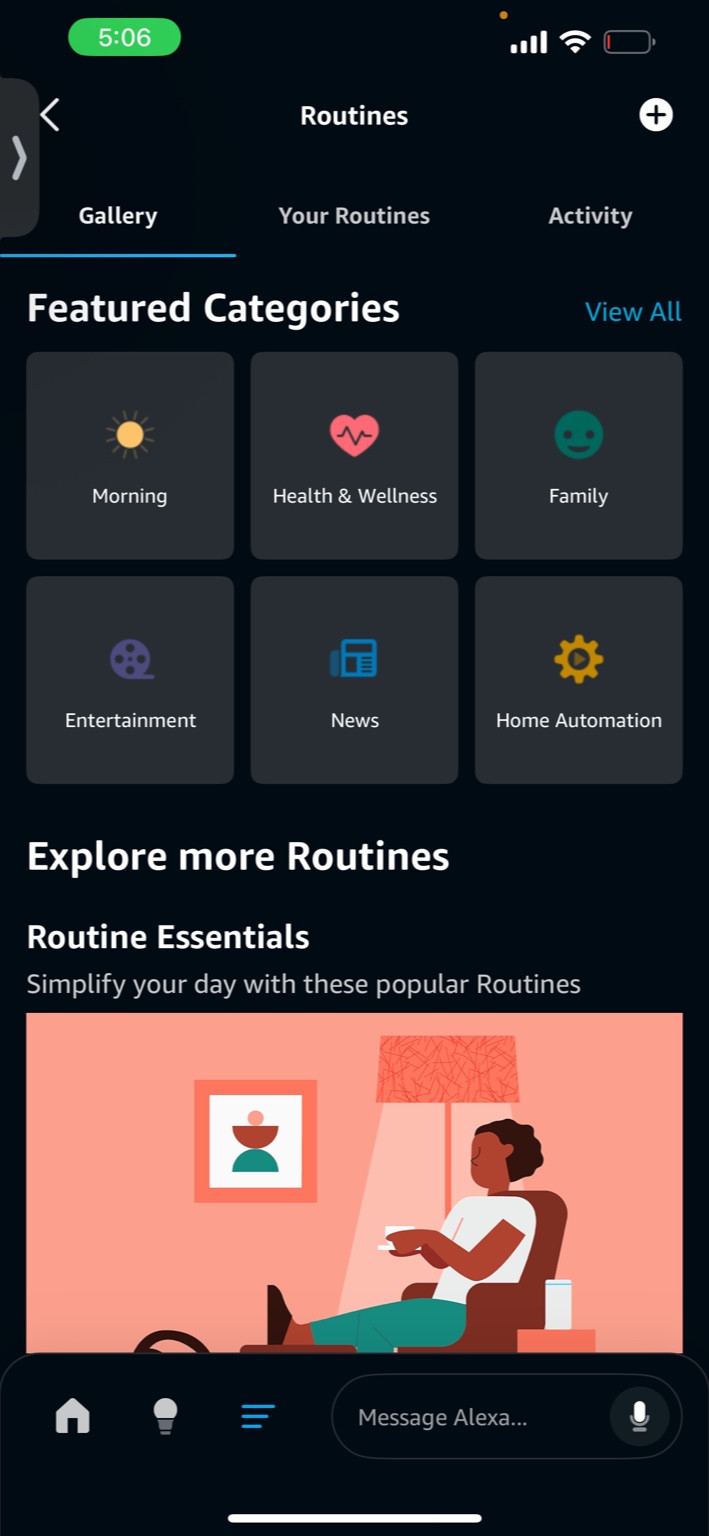 5:06
Routines
Gallery
Your Routines
Activity
Featured Categories
View All
Morning
Health & Wellness
Family
Entertainment
News
Home Automation
Explore more Routines
Routine Essentials
Simplify your day with these popular Routines
Message Alexa...